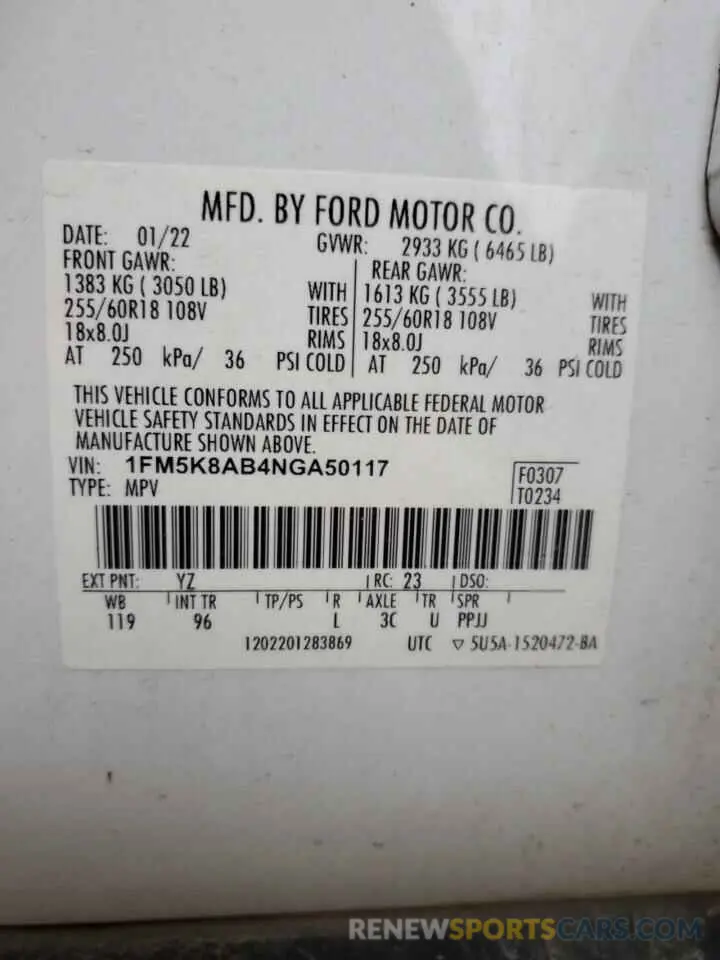 MFD. BY FORD MOTOR CO.
DATE: 01/22 GVWR: 2933 KG ( 6465 LB)
FRONT GAWR: REAR GAWR:
1383 KG ( 3050 LB) WITH 1613 KG ( 3555 LB) WITH
255/60R18 108V TIRES 255/60R18 108V TIRES
18x8.0J RIMS 18x8.0J RIMS
AT 250 kPa/ 36 PSI COLD AT 250 kPa/ 36 PSI COLD
THIS VEHICLE CONFORMS TO ALL APPLICABLE FEDERAL MOTOR
VEHICLE SAFETY STANDARDS IN EFFECT ON THE DATE OF
MANUFACTURE SHOWN ABOVE.
VIN: 1FM5K8AB4NGA50117 F0307
TYPE: MPV T0234
EXT PNT: YZ RC: 23 DSO:
WB INT TR TP/PS R AXLE TR SPR
119 96 L 3C U PPJJ
1202201283869 UTC ▽ 5U5A-1520472-BA
RENEWSPORTSCARS.COM